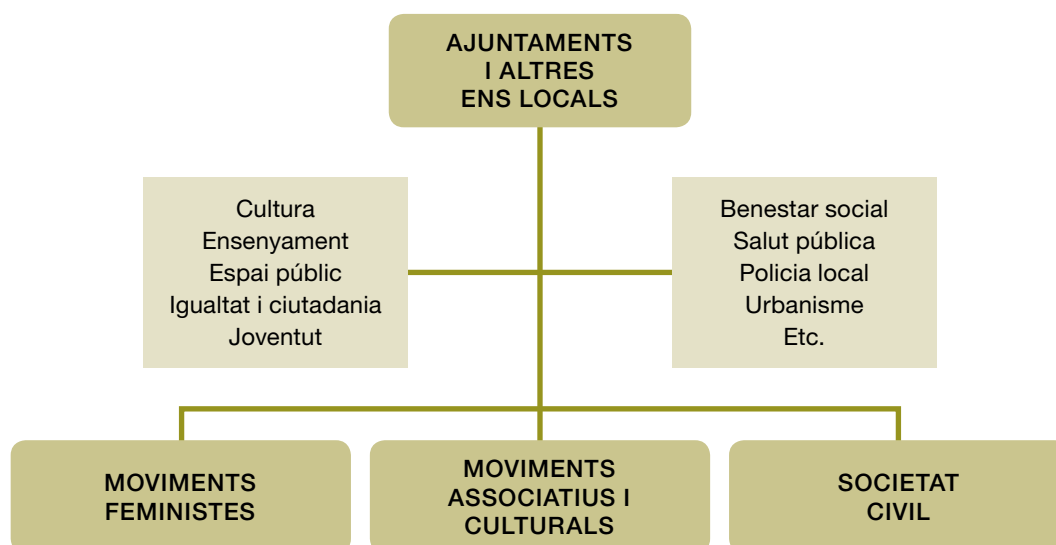 AJUNTAMENTS
I ALTRES
ENS LOCALS
Cultura
Ensenyament
Espai públic
Igualtat i ciutadania
Joventut
Benestar social
Salut pública
Policia local
Urbanisme
Etc.
MOVIMENTS
FEMINISTES
MOVIMENTS
ASSOCIATIUS I
CULTURALS
SOCIETAT
CIVIL